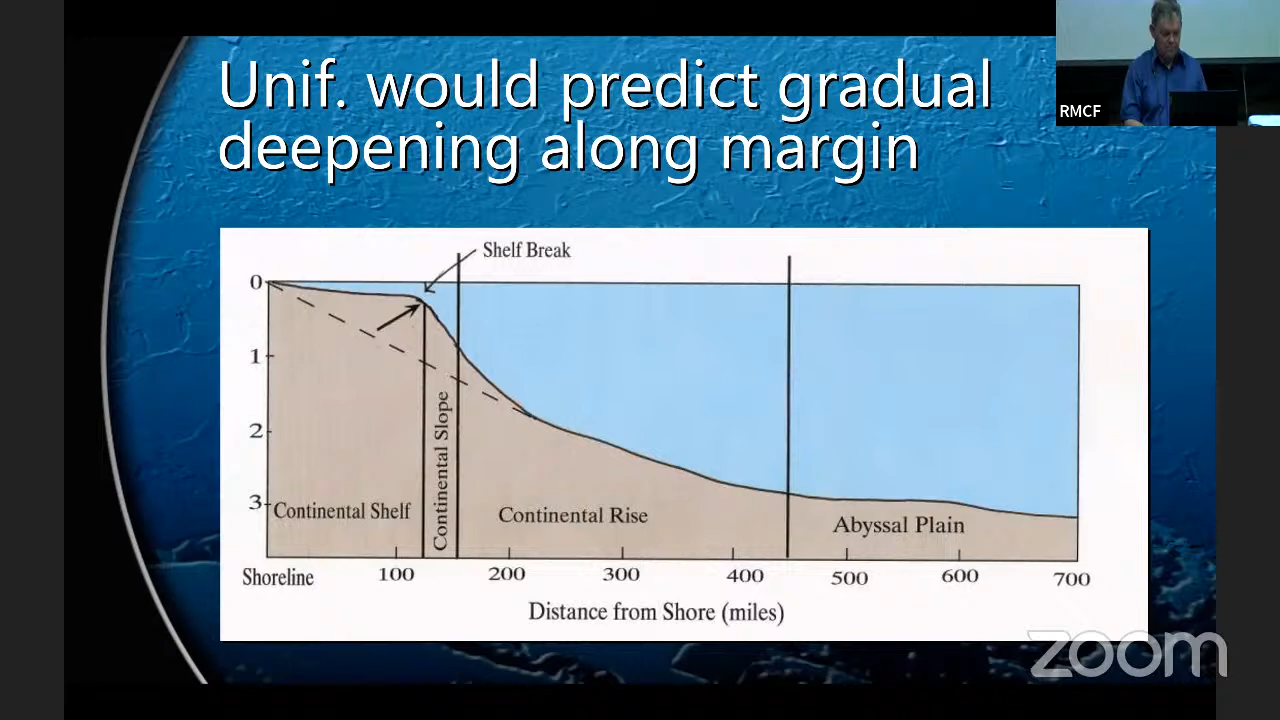 Unif. would predict gradual
deepening along margin
RMCF
Shelf Break
0
1
2
3
Continental Shelf
Continental Slope
Continental Rise
Abyssal Plain
Shoreline 100 200 300 400 500 600 700
Distance from Shore (miles)
zoom